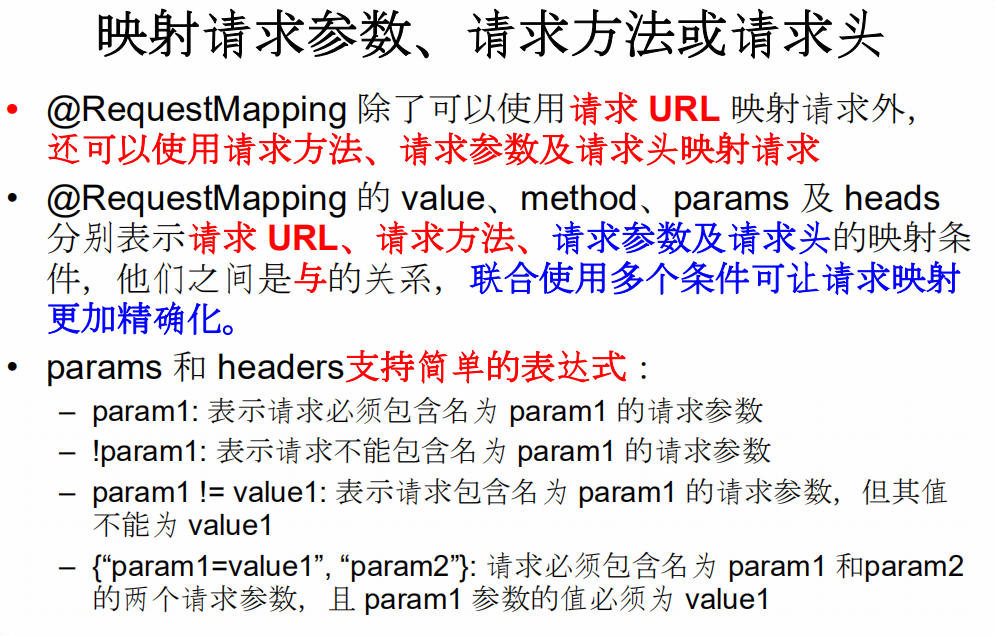 映射请求参数、请求方法或请求头
• @RequestMapping 除了可以使用请求 URL 映射请求外，
还可以使用请求方法、请求参数及请求头映射请求
• @RequestMapping 的 value、method、params 及 heads
分别表示请求 URL、请求方法、请求参数及请求头的映射条
件，他们之间是与的关系，联合使用多个条件可让请求映射
更加精确化。
• params 和 headers支持简单的表达式：
– param1: 表示请求必须包含名为 param1 的请求参数
– !param1: 表示请求不能包含名为 param1 的请求参数
– param1 != value1: 表示请求包含名为 param1 的请求参数，但其值
不能为 value1
– {“param1=value1”, “param2”}: 请求必须包含名为 param1 和param2
的两个请求参数，且 param1 参数的值必须为 value1